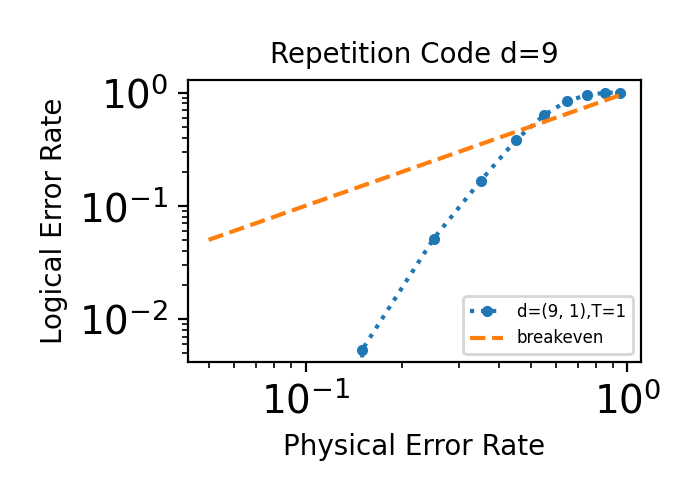 Repetition Code d=9
Logical Error Rate
10⁰
10⁻¹
10⁻²
d=(9, 1),T=1
breakeven
10⁻¹ 10⁰
Physical Error Rate